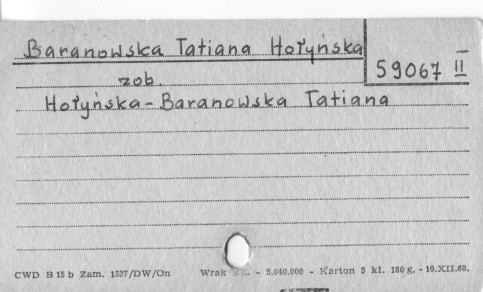 Baranowska Tatiana Hołyńska
59067 II
zob.
Hołyńska-Baranowska Tatiana
CWD B 15 b Zam. 1537/DW/On Wrak - 5.040.000 - Karton 5 kl. 180 g. - 10.XII.68.